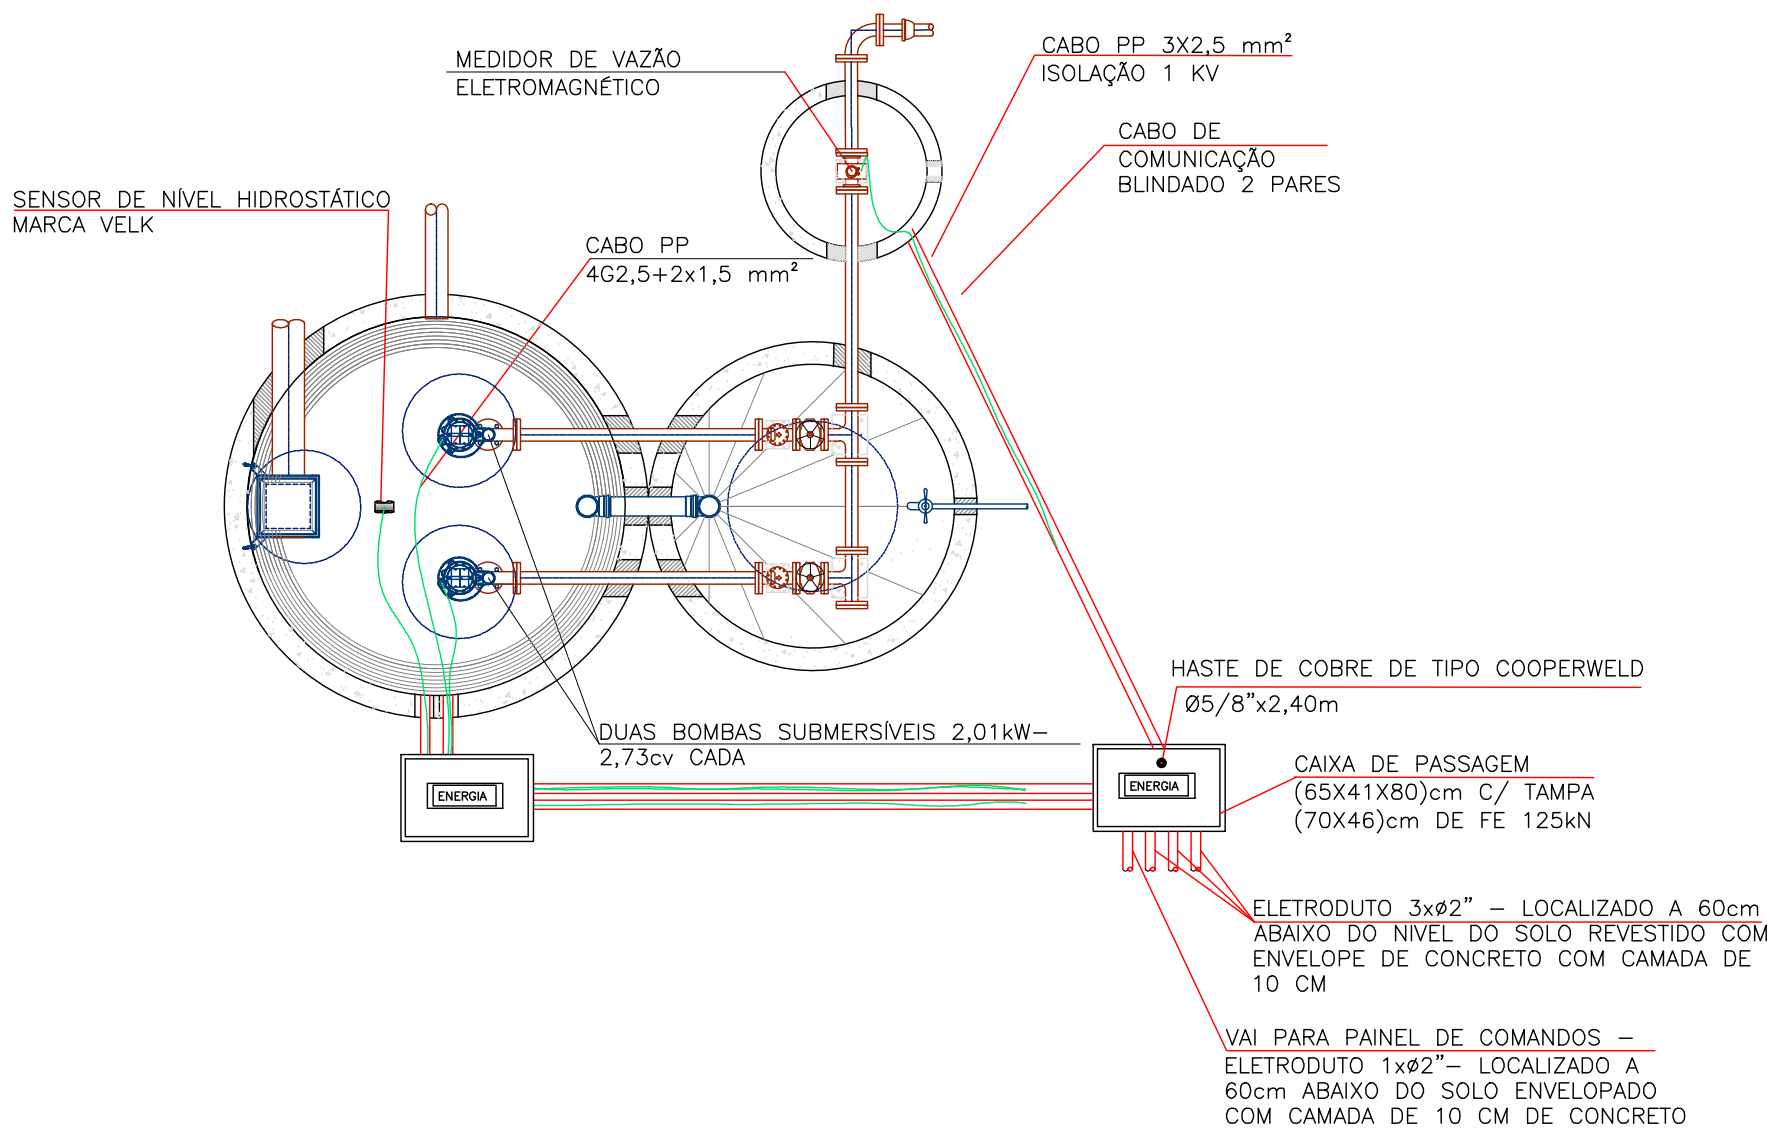 MEDIDOR DE VAZÃO
ELETROMAGNÉTICO
CABO PP 3X2,5 mm²
ISOLAÇÃO 1 KV
CABO DE
COMUNICAÇÃO
BLINDADO 2 PARES
SENSOR DE NÍVEL HIDROSTÁTICO
MARCA VELK
CABO PP
4G2,5+2x1,5 mm²
HASTE DE COBRE DE TIPO COOPERWELD
Ø5/8"x2,40m
DUAS BOMBAS SUBMERSÍVEIS 2,01kW–
2,73cv CADA
CAIXA DE PASSAGEM
(65X41X80)cm C/ TAMPA
(70X46)cm DE FE 125kN
ENERGIA
ENERGIA
ELETRODUTO 3xø2" – LOCALIZADO A 60cm
ABAIXO DO NIVEL DO SOLO REVESTIDO COM
ENVELOPE DE CONCRETO COM CAMADA DE
10 CM
VAI PARA PAINEL DE COMANDOS –
ELETRODUTO 1xø2"– LOCALIZADO A
60cm ABAIXO DO SOLO ENVELOPADO
COM CAMADA DE 10 CM DE CONCRETO